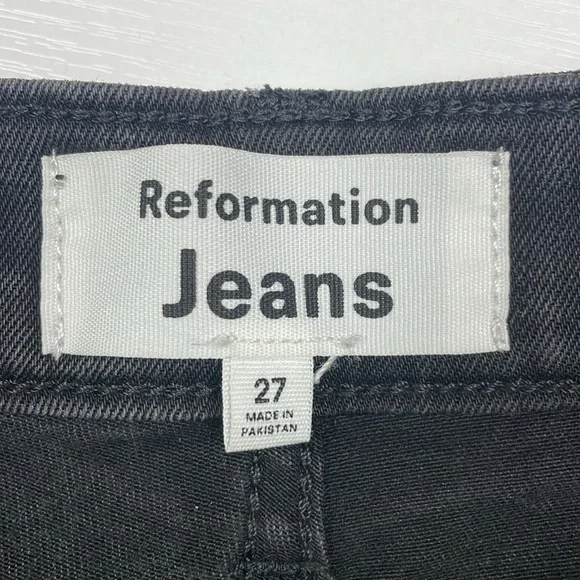 Reformation
Jeans
27
MADE IN
PAKISTAN